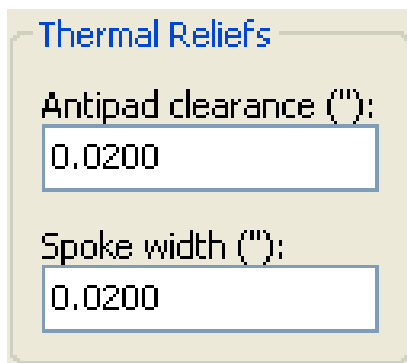 Thermal Reliefs
Antipad clearance ("):
0.0200
Spoke width ("):
0.0200